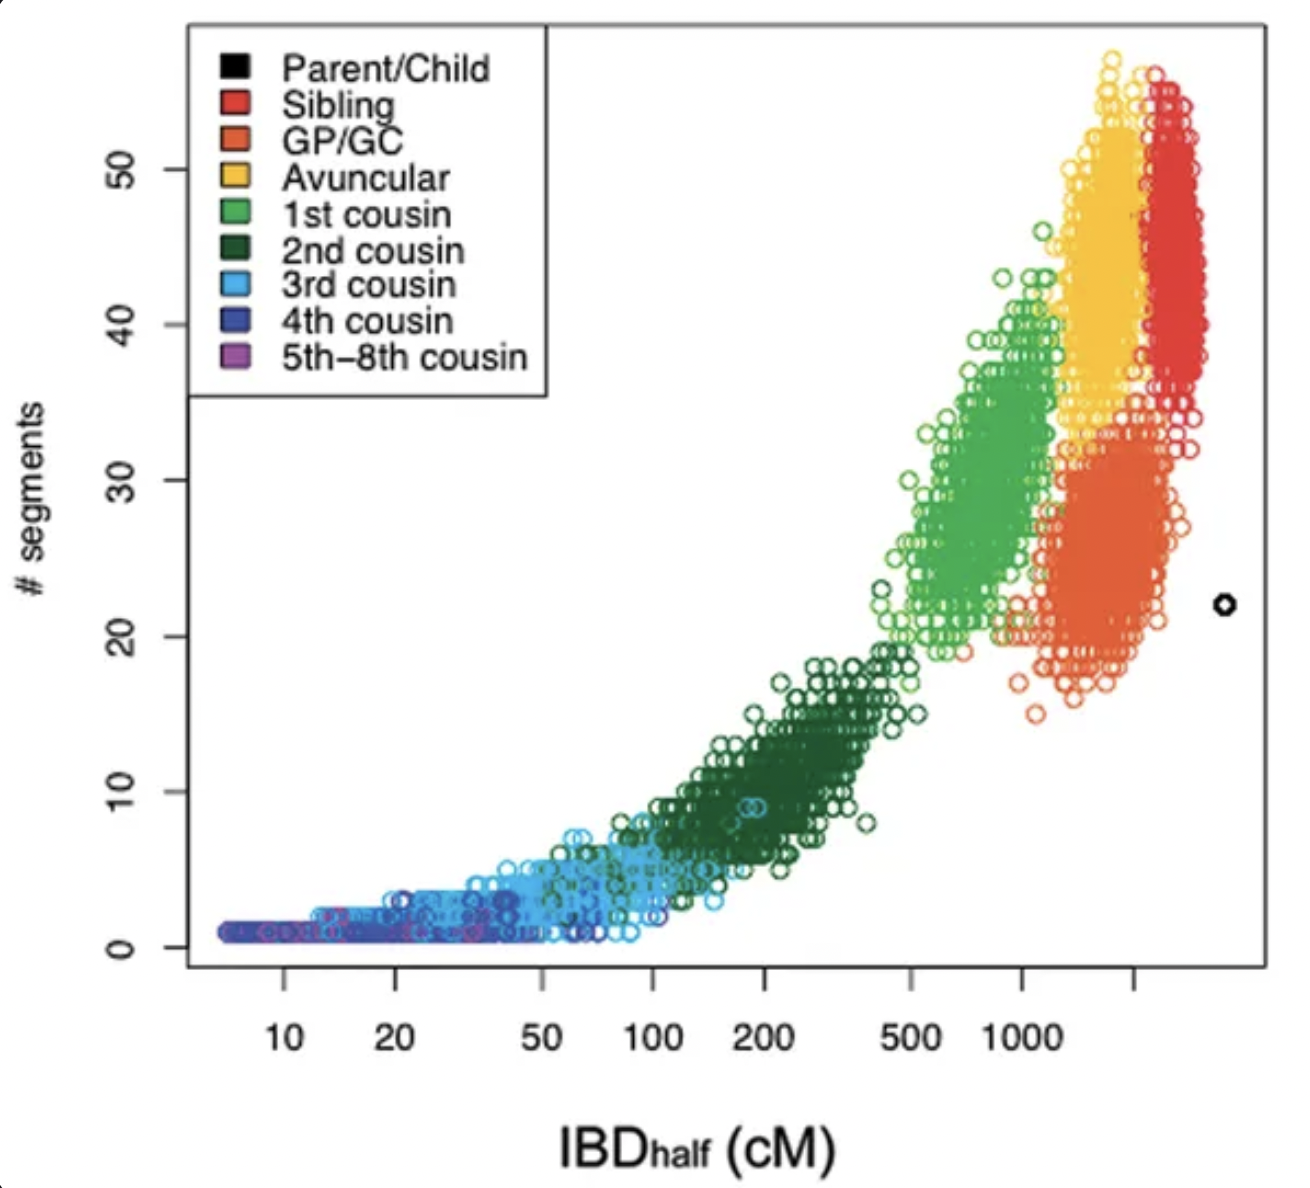 Parent/Child
Sibling
GP/GC
Avuncular
1st cousin
2nd cousin
3rd cousin
4th cousin
5th–8th cousin
# segments
50
40
30
20
10
0
10 20 50 100 200 500 1000
IBDhalf (cM)